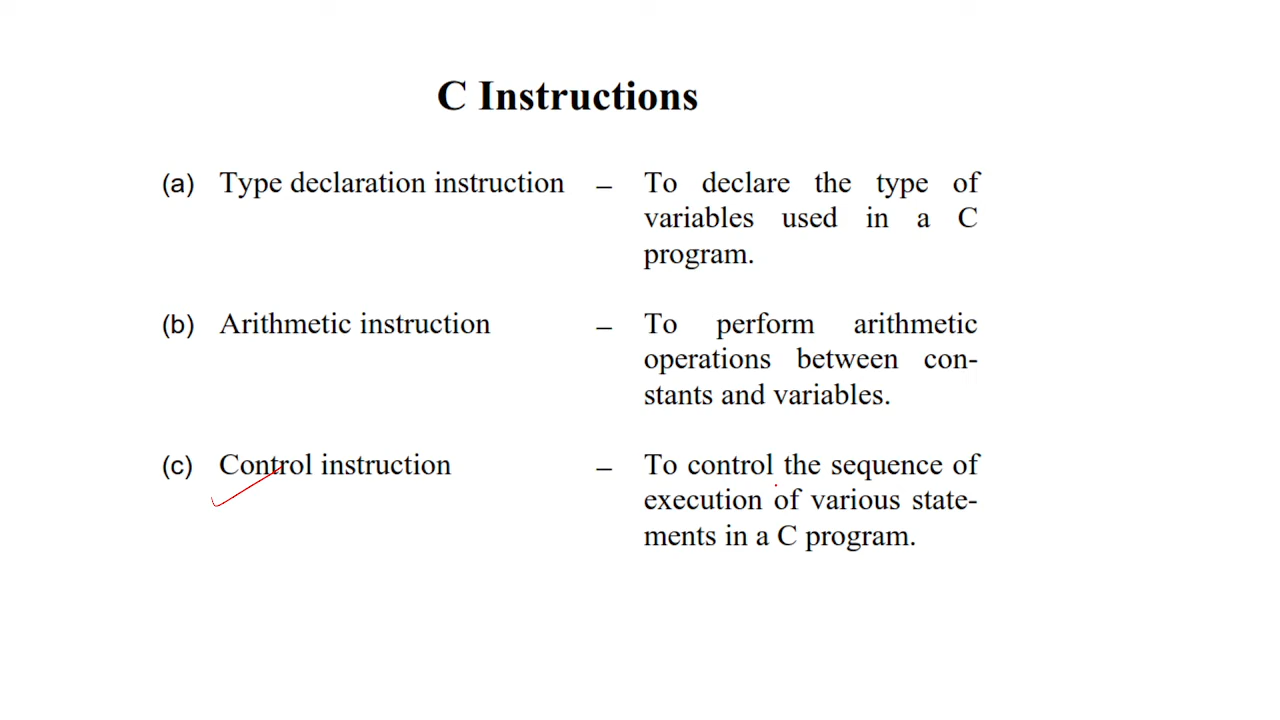 C Instructions
(a) Type declaration instruction – To declare the type of
variables used in a C
program.
(b) Arithmetic instruction – To perform arithmetic
operations between con-
stants and variables.
(c) Control instruction – To control the sequence of
execution of various state-
ments in a C program.